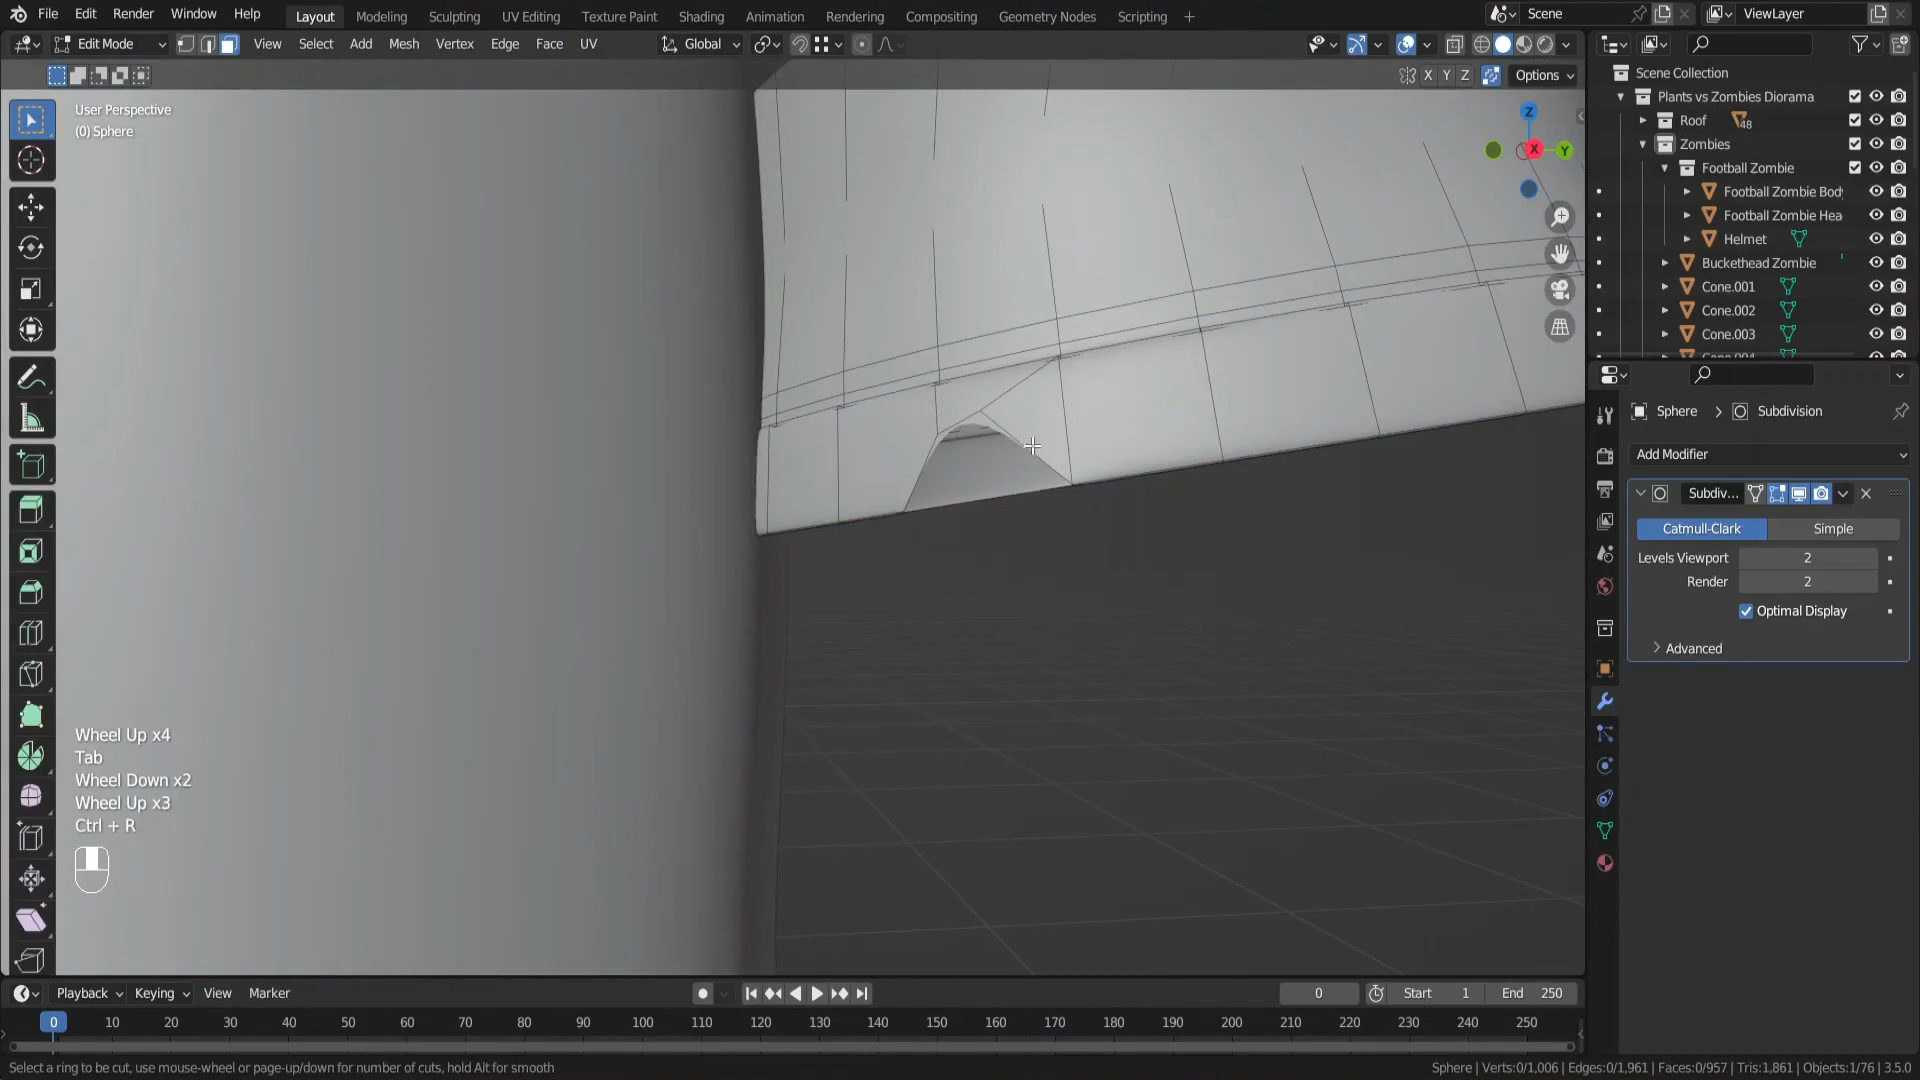 File Edit Render Window Help Layout Modeling Sculpting UV Editing Texture Paint Shading Animation Rendering Compositing Geometry Nodes Scripting + Scene ViewLayer
Edit Mode View Select Add Mesh Vertex Edge Face UV Global
X Y Z Options
User Perspective
(0) Sphere
Z
X Y
Wheel Up x4
Tab
Wheel Down x2
Wheel Up x3
Ctrl + R
Scene Collection
Plants vs Zombies Diorama
Roof 48
Zombies
Football Zombie
Football Zombie Bod
Football Zombie Hea
Helmet
Buckethead Zombie
Cone.001
Cone.002
Cone.003
Cone.004
Sphere > Subdivision
Add Modifier
Subdiv...
Catmull-Clark Simple
Levels Viewport 2
Render 2
Optimal Display
Advanced
Playback Keying View Marker 0 Start 1 End 250
0 10 20 30 40 50 60 70 80 90 100 110 120 130 140 150 160 170 180 190 200 210 220 230 240 250
Select a ring to be cut, use mouse-wheel or page-up/down for number of cuts, hold Alt for smooth
Sphere | Verts:0/1,006 | Edges:0/1,961 | Faces:0/957 | Tris:1,861 | Objects:1/76 | 3.5.0